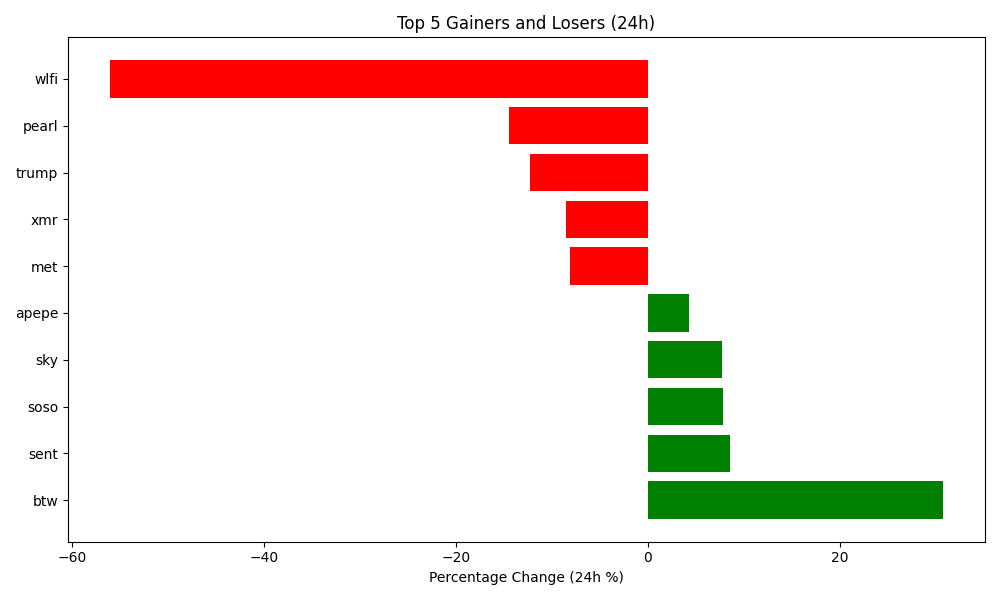 Top 5 Gainers and Losers (24h)
wlfi
pearl
trump
xmr
met
apepe
sky
soso
sent
btw
−60 −40 −20 0 20
Percentage Change (24h %)